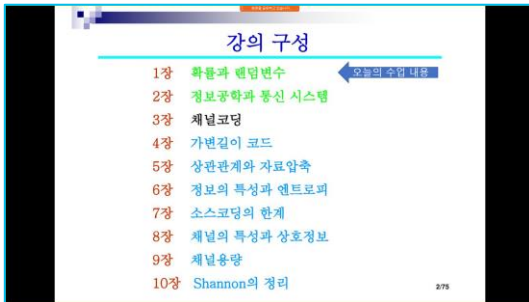 강의 구성
1장 확률과 랜덤변수
오늘의 수업 내용
2장 정보공학과 통신 시스템
3장 채널코딩
4장 가변길이 코드
5장 상관관계와 자료압축
6장 정보의 특성과 엔트로피
7장 소스코딩의 한계
8장 채널의 특성과 상호정보
9장 채널용량
10장 Shannon의 정리
2/75